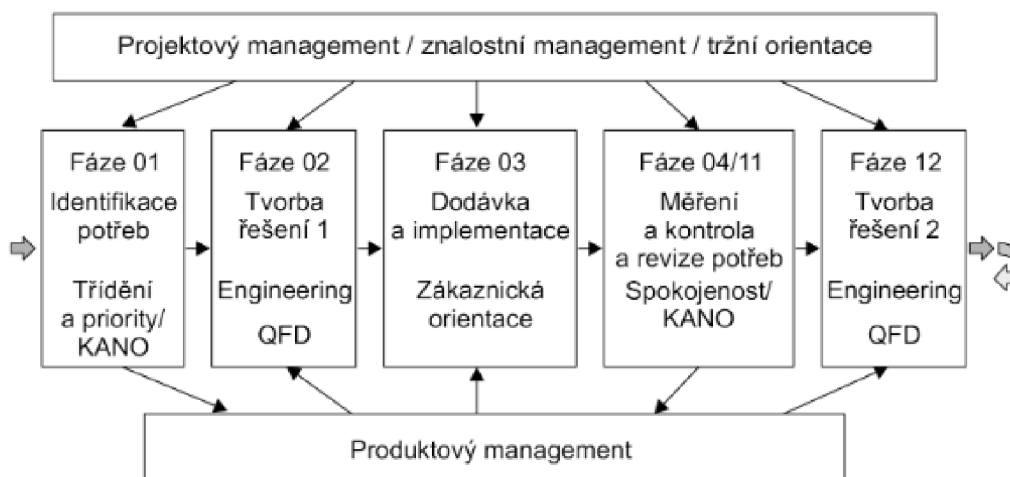 Projektový management / znalostní management / tržní orientace
Fáze 01
Identifikace
potřeb
Třídění
a priority/
KANO
Fáze 02
Tvorba
řešení 1
Engineering
QFD
Fáze 03
Dodávka
a implementace
Zákaznická
orientace
Fáze 04/11
Měření
a kontrola
a revize potřeb
Spokojenost/
KANO
Fáze 12
Tvorba
řešení 2
Engineering
QFD
Produktový management